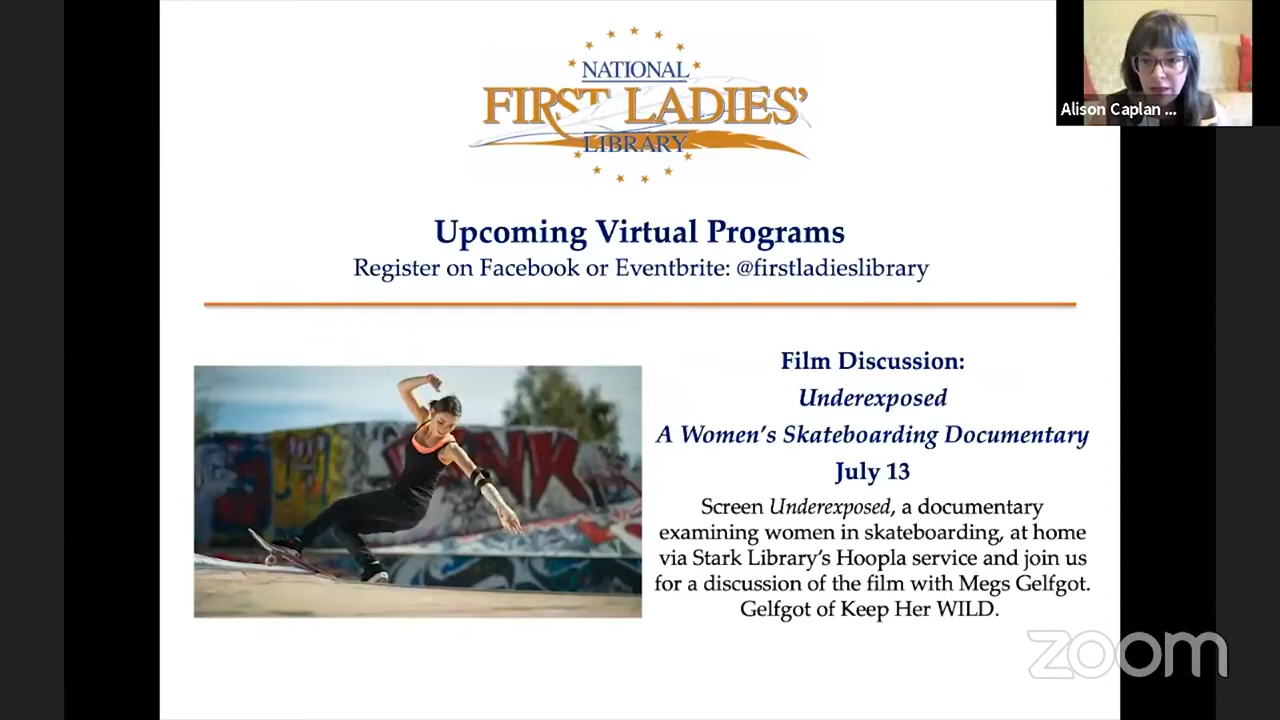 NATIONAL
FIRST LADIES'
LIBRARY
Alison Caplan ...
Upcoming Virtual Programs
Register on Facebook or Eventbrite: @firstladieslibrary
Film Discussion:
Underexposed
A Women's Skateboarding Documentary
July 13
Screen Underexposed, a documentary
examining women in skateboarding, at home
via Stark Library's Hoopla service and join us
for a discussion of the film with Megs Gelfgot.
Gelfgot of Keep Her WILD.
zoom